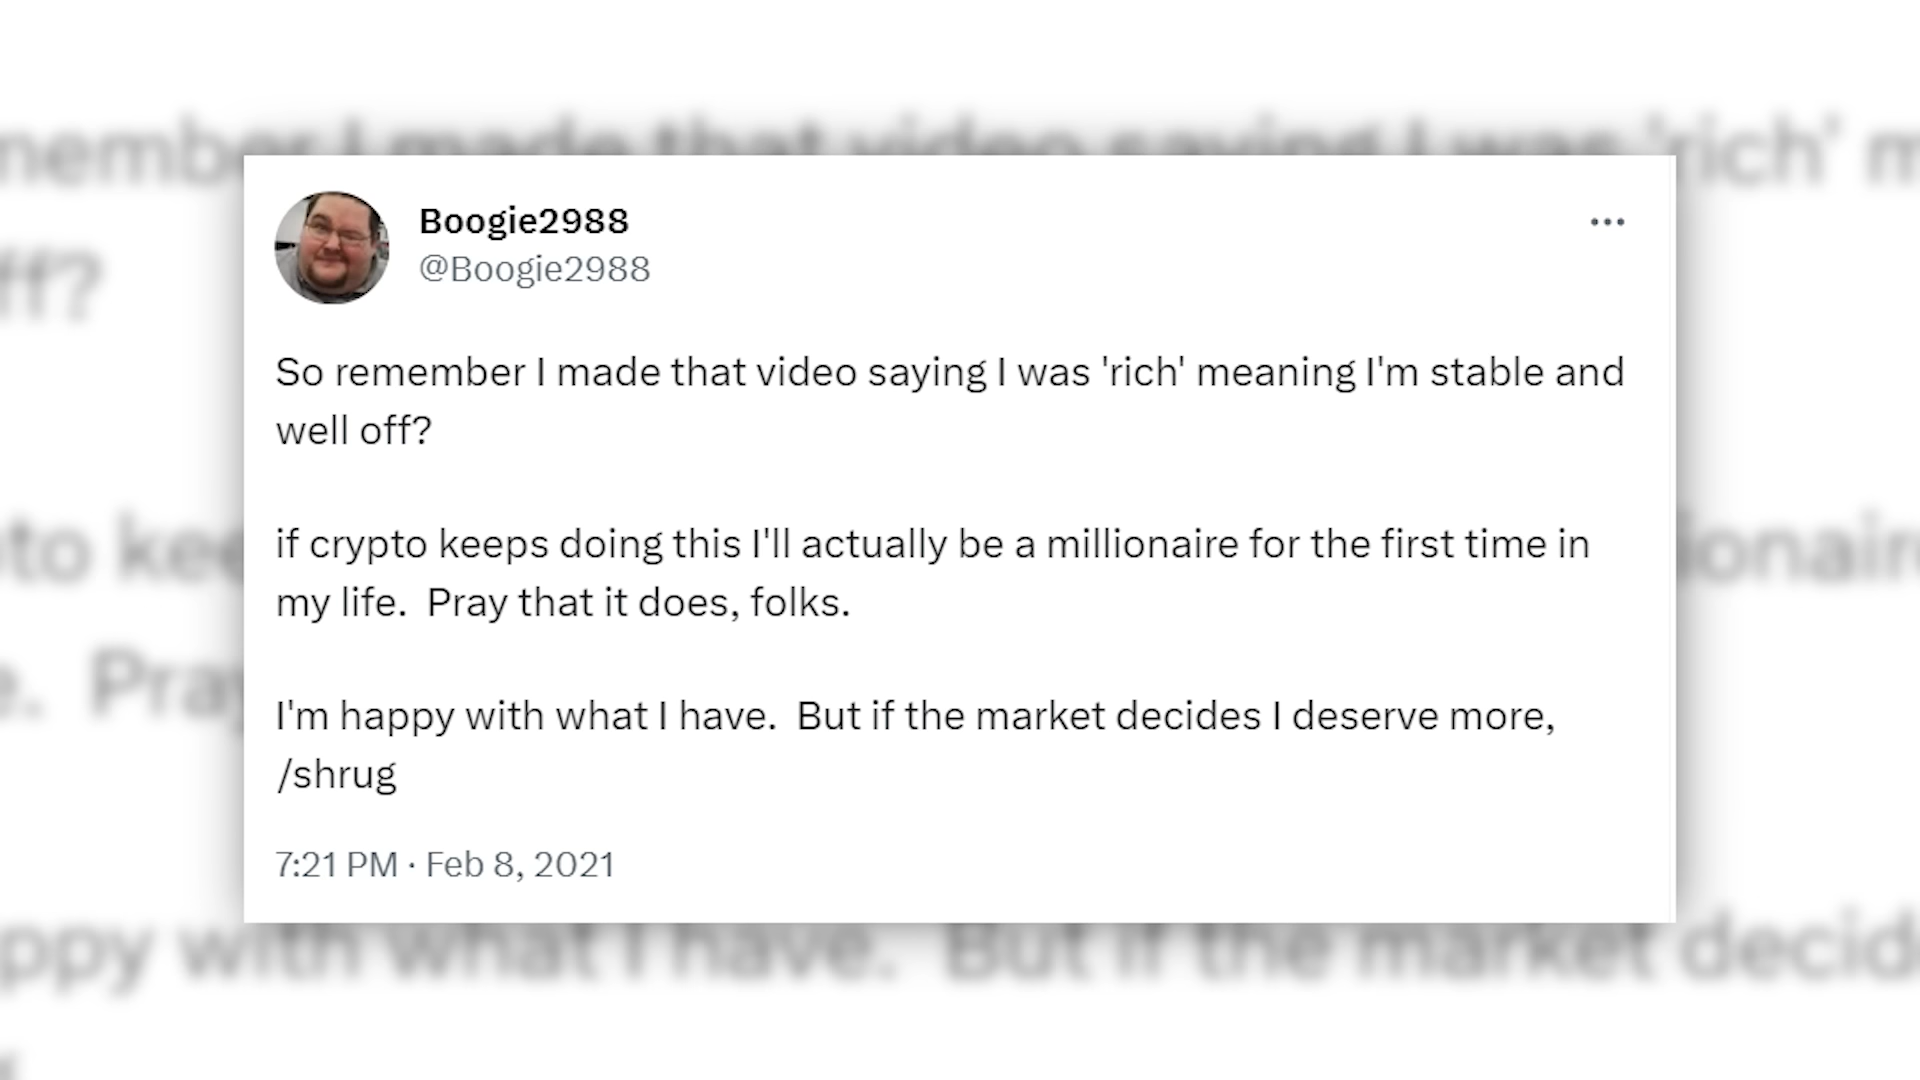 Boogie2988
@Boogie2988
So remember I made that video saying I was 'rich' meaning I'm stable and
well off?
if crypto keeps doing this I'll actually be a millionaire for the first time in
my life.  Pray that it does, folks.
I'm happy with what I have.  But if the market decides I deserve more,
/shrug
7:21 PM · Feb 8, 2021